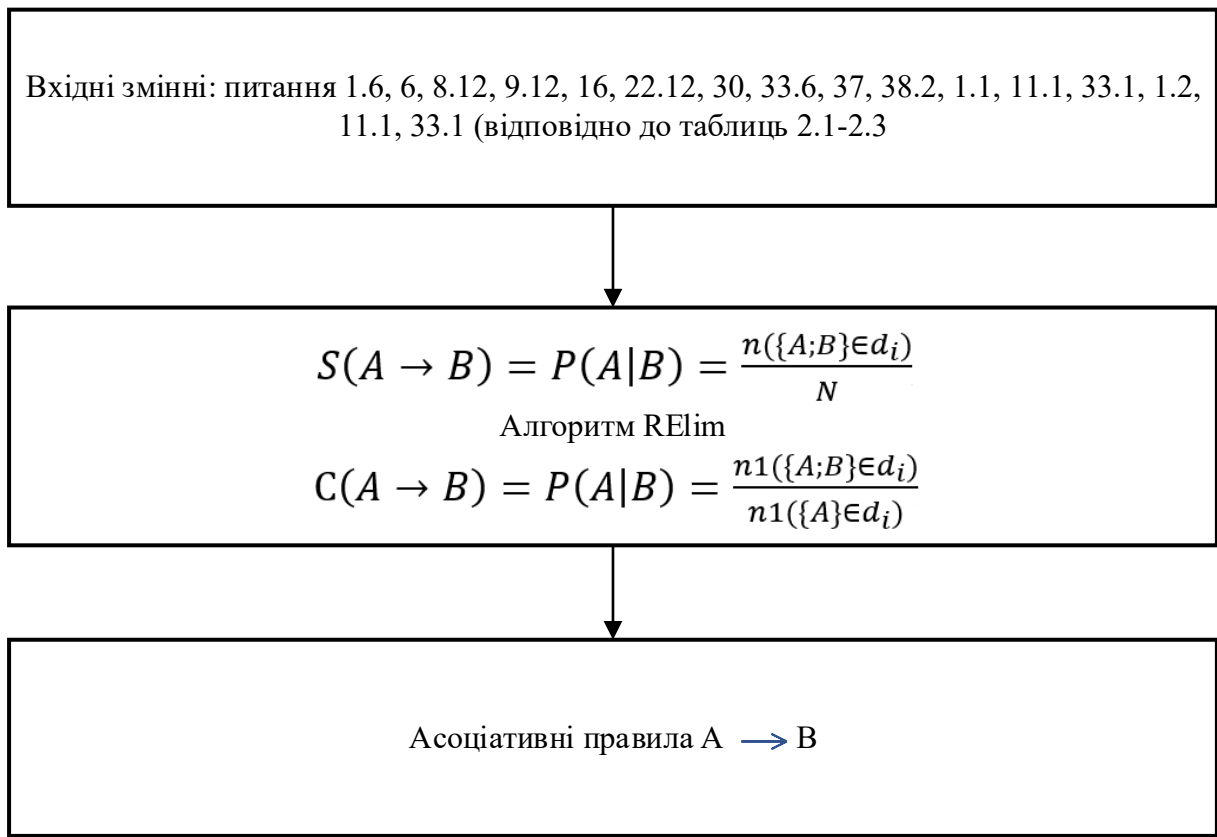 Вхідні змінні: питання 1.6, 6, 8.12, 9.12, 16, 22.12, 30, 33.6, 37, 38.2, 1.1, 11.1, 33.1, 1.2,
11.1, 33.1 (відповідно до таблиць 2.1-2.3
S(A → B) = P(A|B) = n({A;B}∈d_i) / N
Алгоритм RElim
C(A → B) = P(A|B) = n1({A;B}∈d_i) / n1({A}∈d_i)
Асоціативні правила A → B